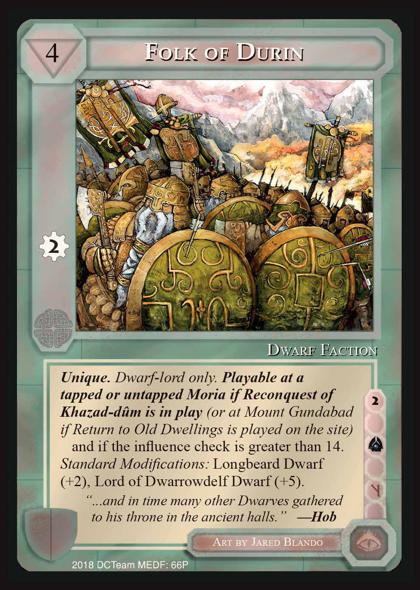 4
Folk of Durin
2
Dwarf Faction
Unique. Dwarf-lord only. Playable at a
tapped or untapped Moria if Reconquest of
Khazad-dûm is in play (or at Mount Gundabad
if Return to Old Dwellings is played on the site)
and if the influence check is greater than 14.
Standard Modifications: Longbeard Dwarf
(+2), Lord of Dwarrowdelf Dwarf (+5).
“...and in time many other Dwarves gathered
to his throne in the ancient halls.” —Hob
2
Art by Jared Blando
2018 DCTeam MEDF: 66P